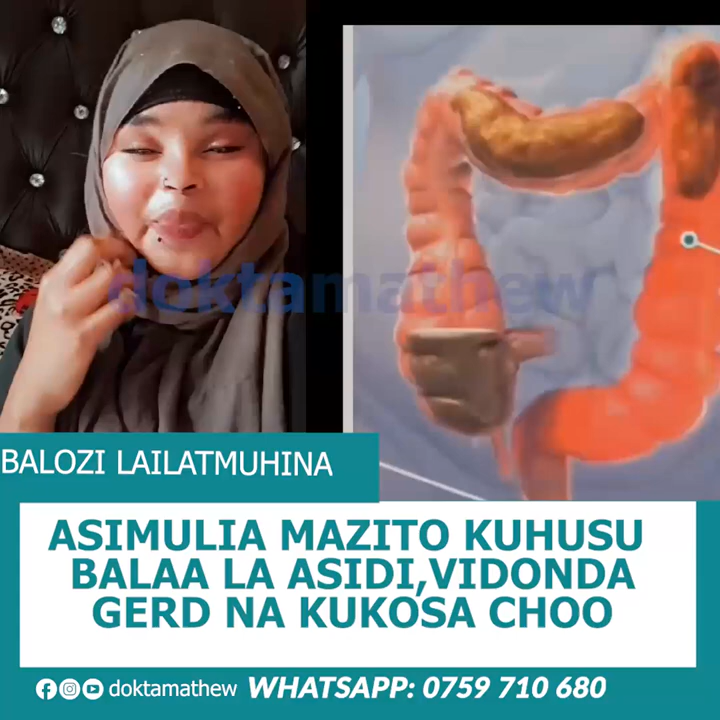 doktamathew
BALOZI LAILATMUHINA
ASIMULIA MAZITO KUHUSU
BALAA LA ASIDI,VIDONDA
GERD NA KUKOSA CHOO
doktamathew WHATSAPP: 0759 710 680